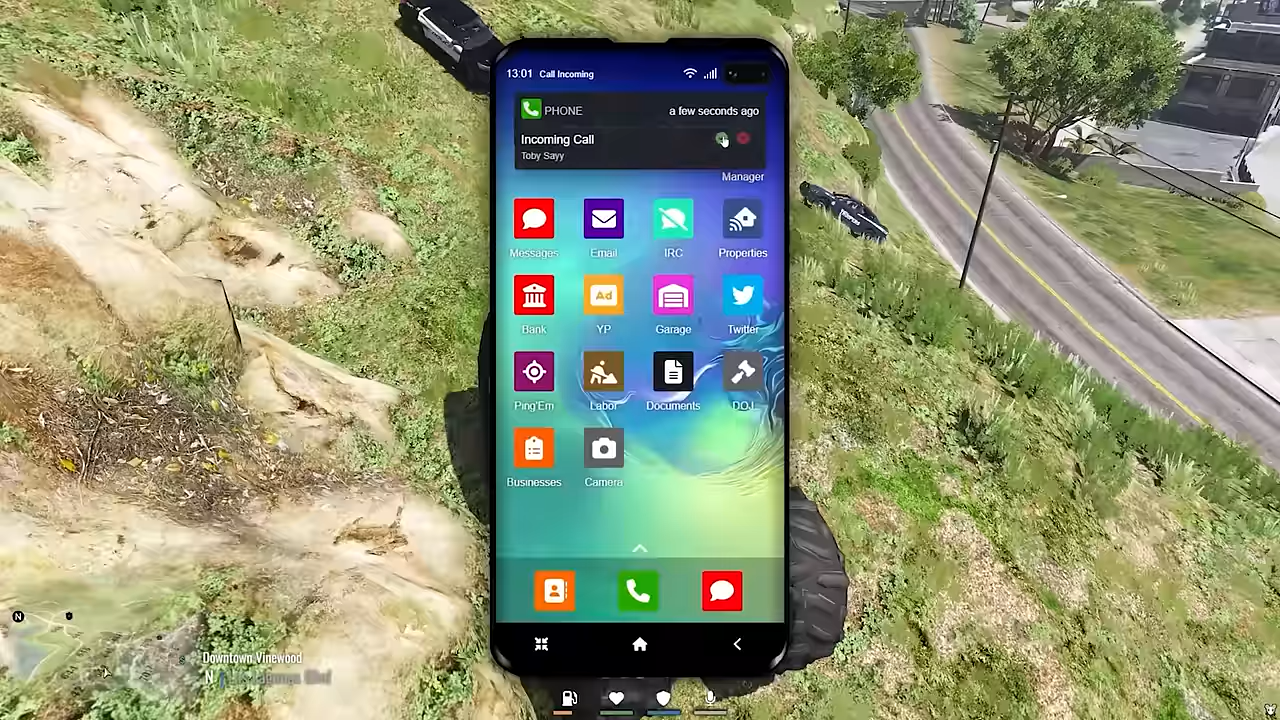 13:01 Call Incoming
PHONE a few seconds ago
Incoming Call
Toby Sayy
Manager
Messages Email IRC Properties
Ad
Bank YP Garage Twitter
Ping'Em Labor Documents DOJ
Businesses Camera
N
Downtown Vinewood
N